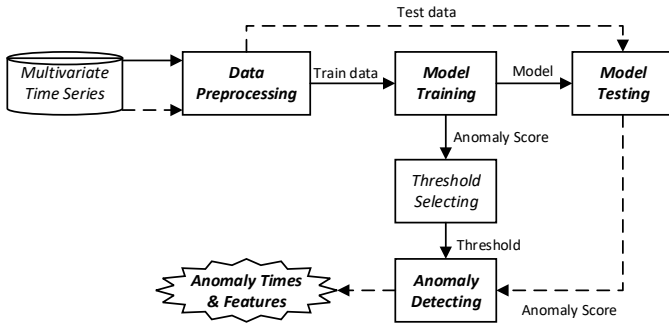 Test data
Multivariate
Time Series
Data
Preprocessing
Train data
Model
Training
Model
Model
Testing
Anomaly Score
Threshold
Selecting
Threshold
Anomaly Times
& Features
Anomaly
Detecting
Anomaly Score